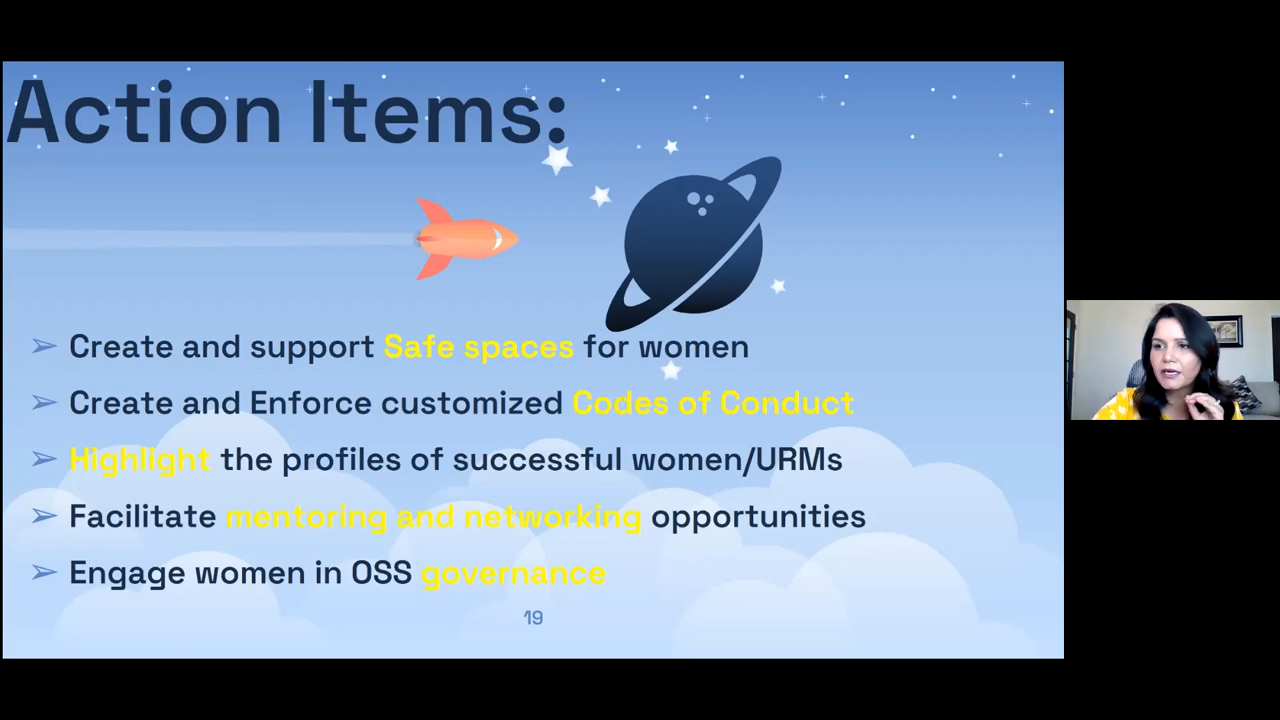 Action Items:
➢ Create and support Safe spaces for women
➢ Create and Enforce customized Codes of Conduct
➢ Highlight the profiles of successful women/URMs
➢ Facilitate mentoring and networking opportunities
➢ Engage women in OSS governance
19